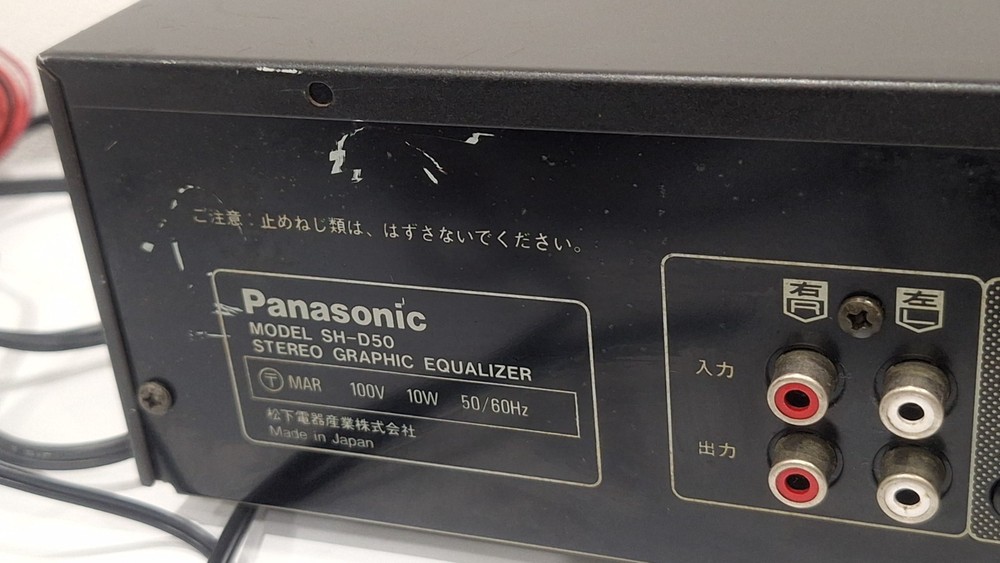 ご注意:止めねじ類は、はずさないでください。
Panasonic
MODEL SH-D50
STEREO GRAPHIC EQUALIZER
〒 MAR 100V 10W 50/60Hz
松下電器産業株式会社
Made in Japan
右 左
R L
入力
出力